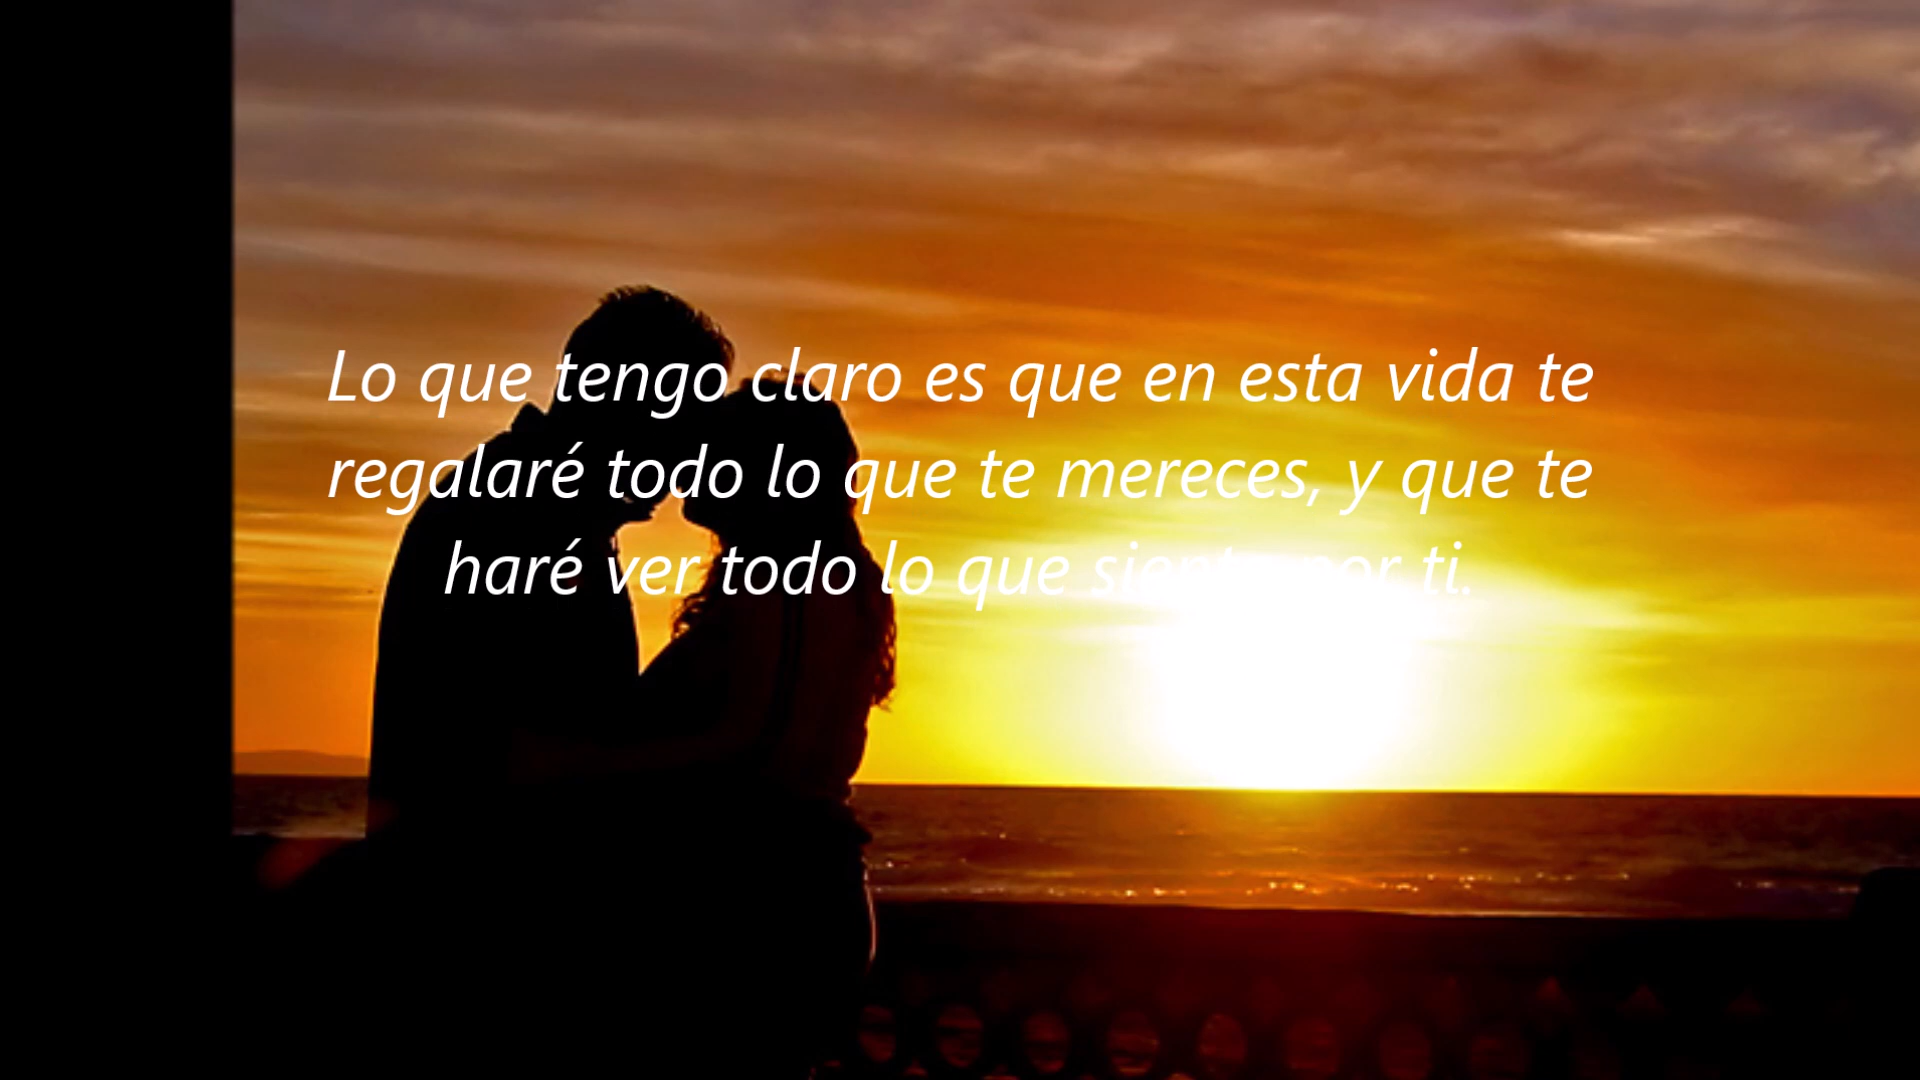 Lo que tengo claro es que en esta vida te
regalaré todo lo que te mereces, y que te
haré ver todo lo que siento por ti.